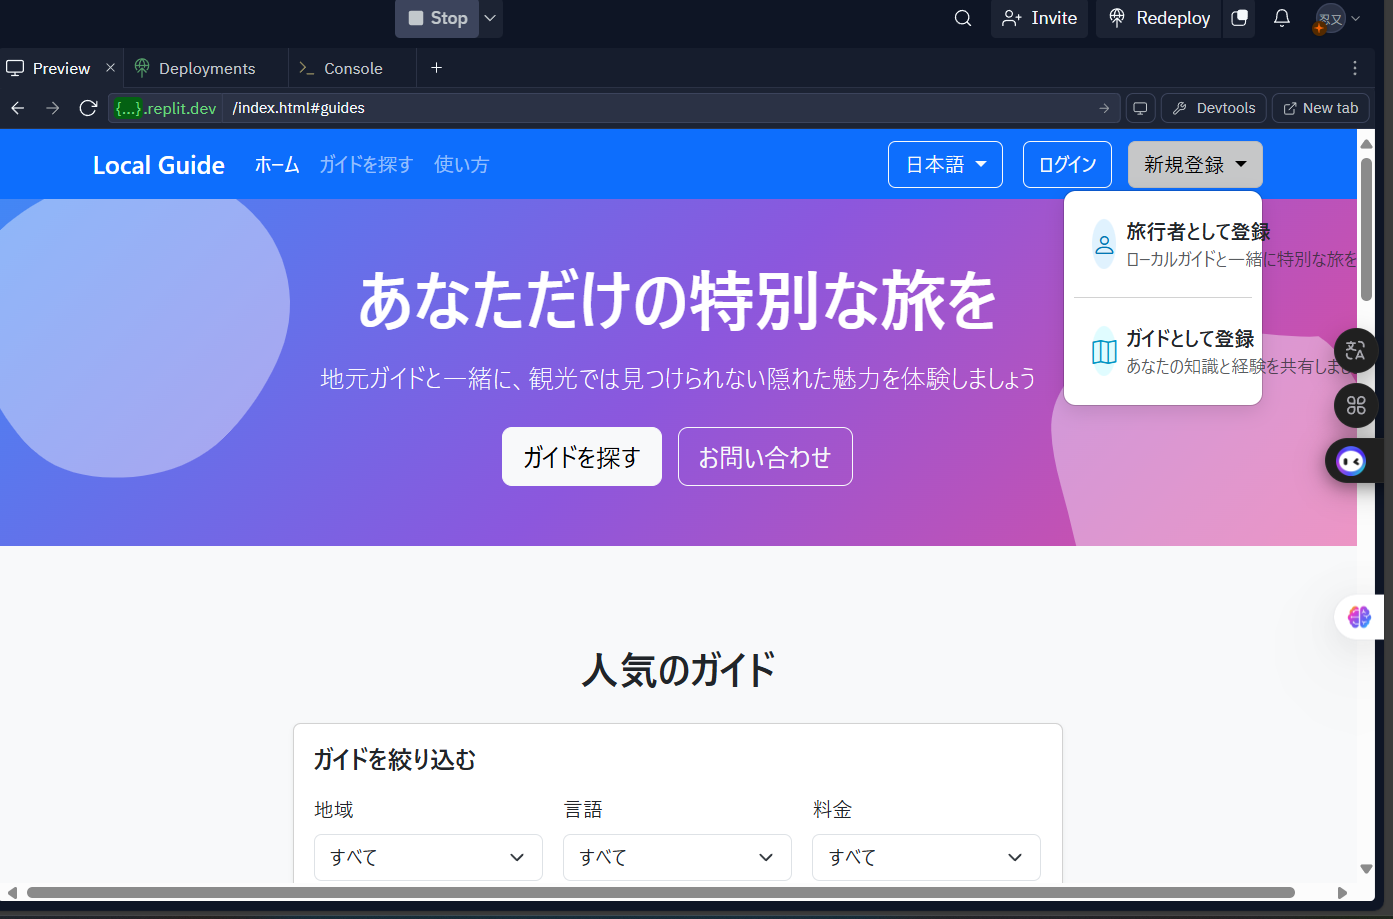 Stop
Invite
Redeploy
忍又
Preview
Deployments
Console
{...}.replit.dev
/index.html#guides
Devtools
New tab
Local Guide
ホーム
ガイドを探す
使い方
日本語
ログイン
新規登録
旅行者として登録
ローカルガイドと一緒に特別な旅を
ガイドとして登録
あなたの知識と経験を共有しまし
あなただけの特別な旅を
地元ガイドと一緒に、観光では見つけられない隠れた魅力を体験しましょう
ガイドを探す
お問い合わせ
人気のガイド
ガイドを絞り込む
地域
言語
料金
すべて
すべて
すべて